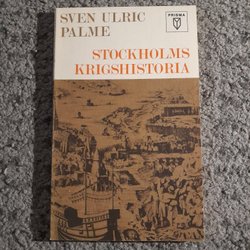 SVEN ULRIC
PALME
PRISMA
STOCKHOLMS
KRIGSHISTORIA